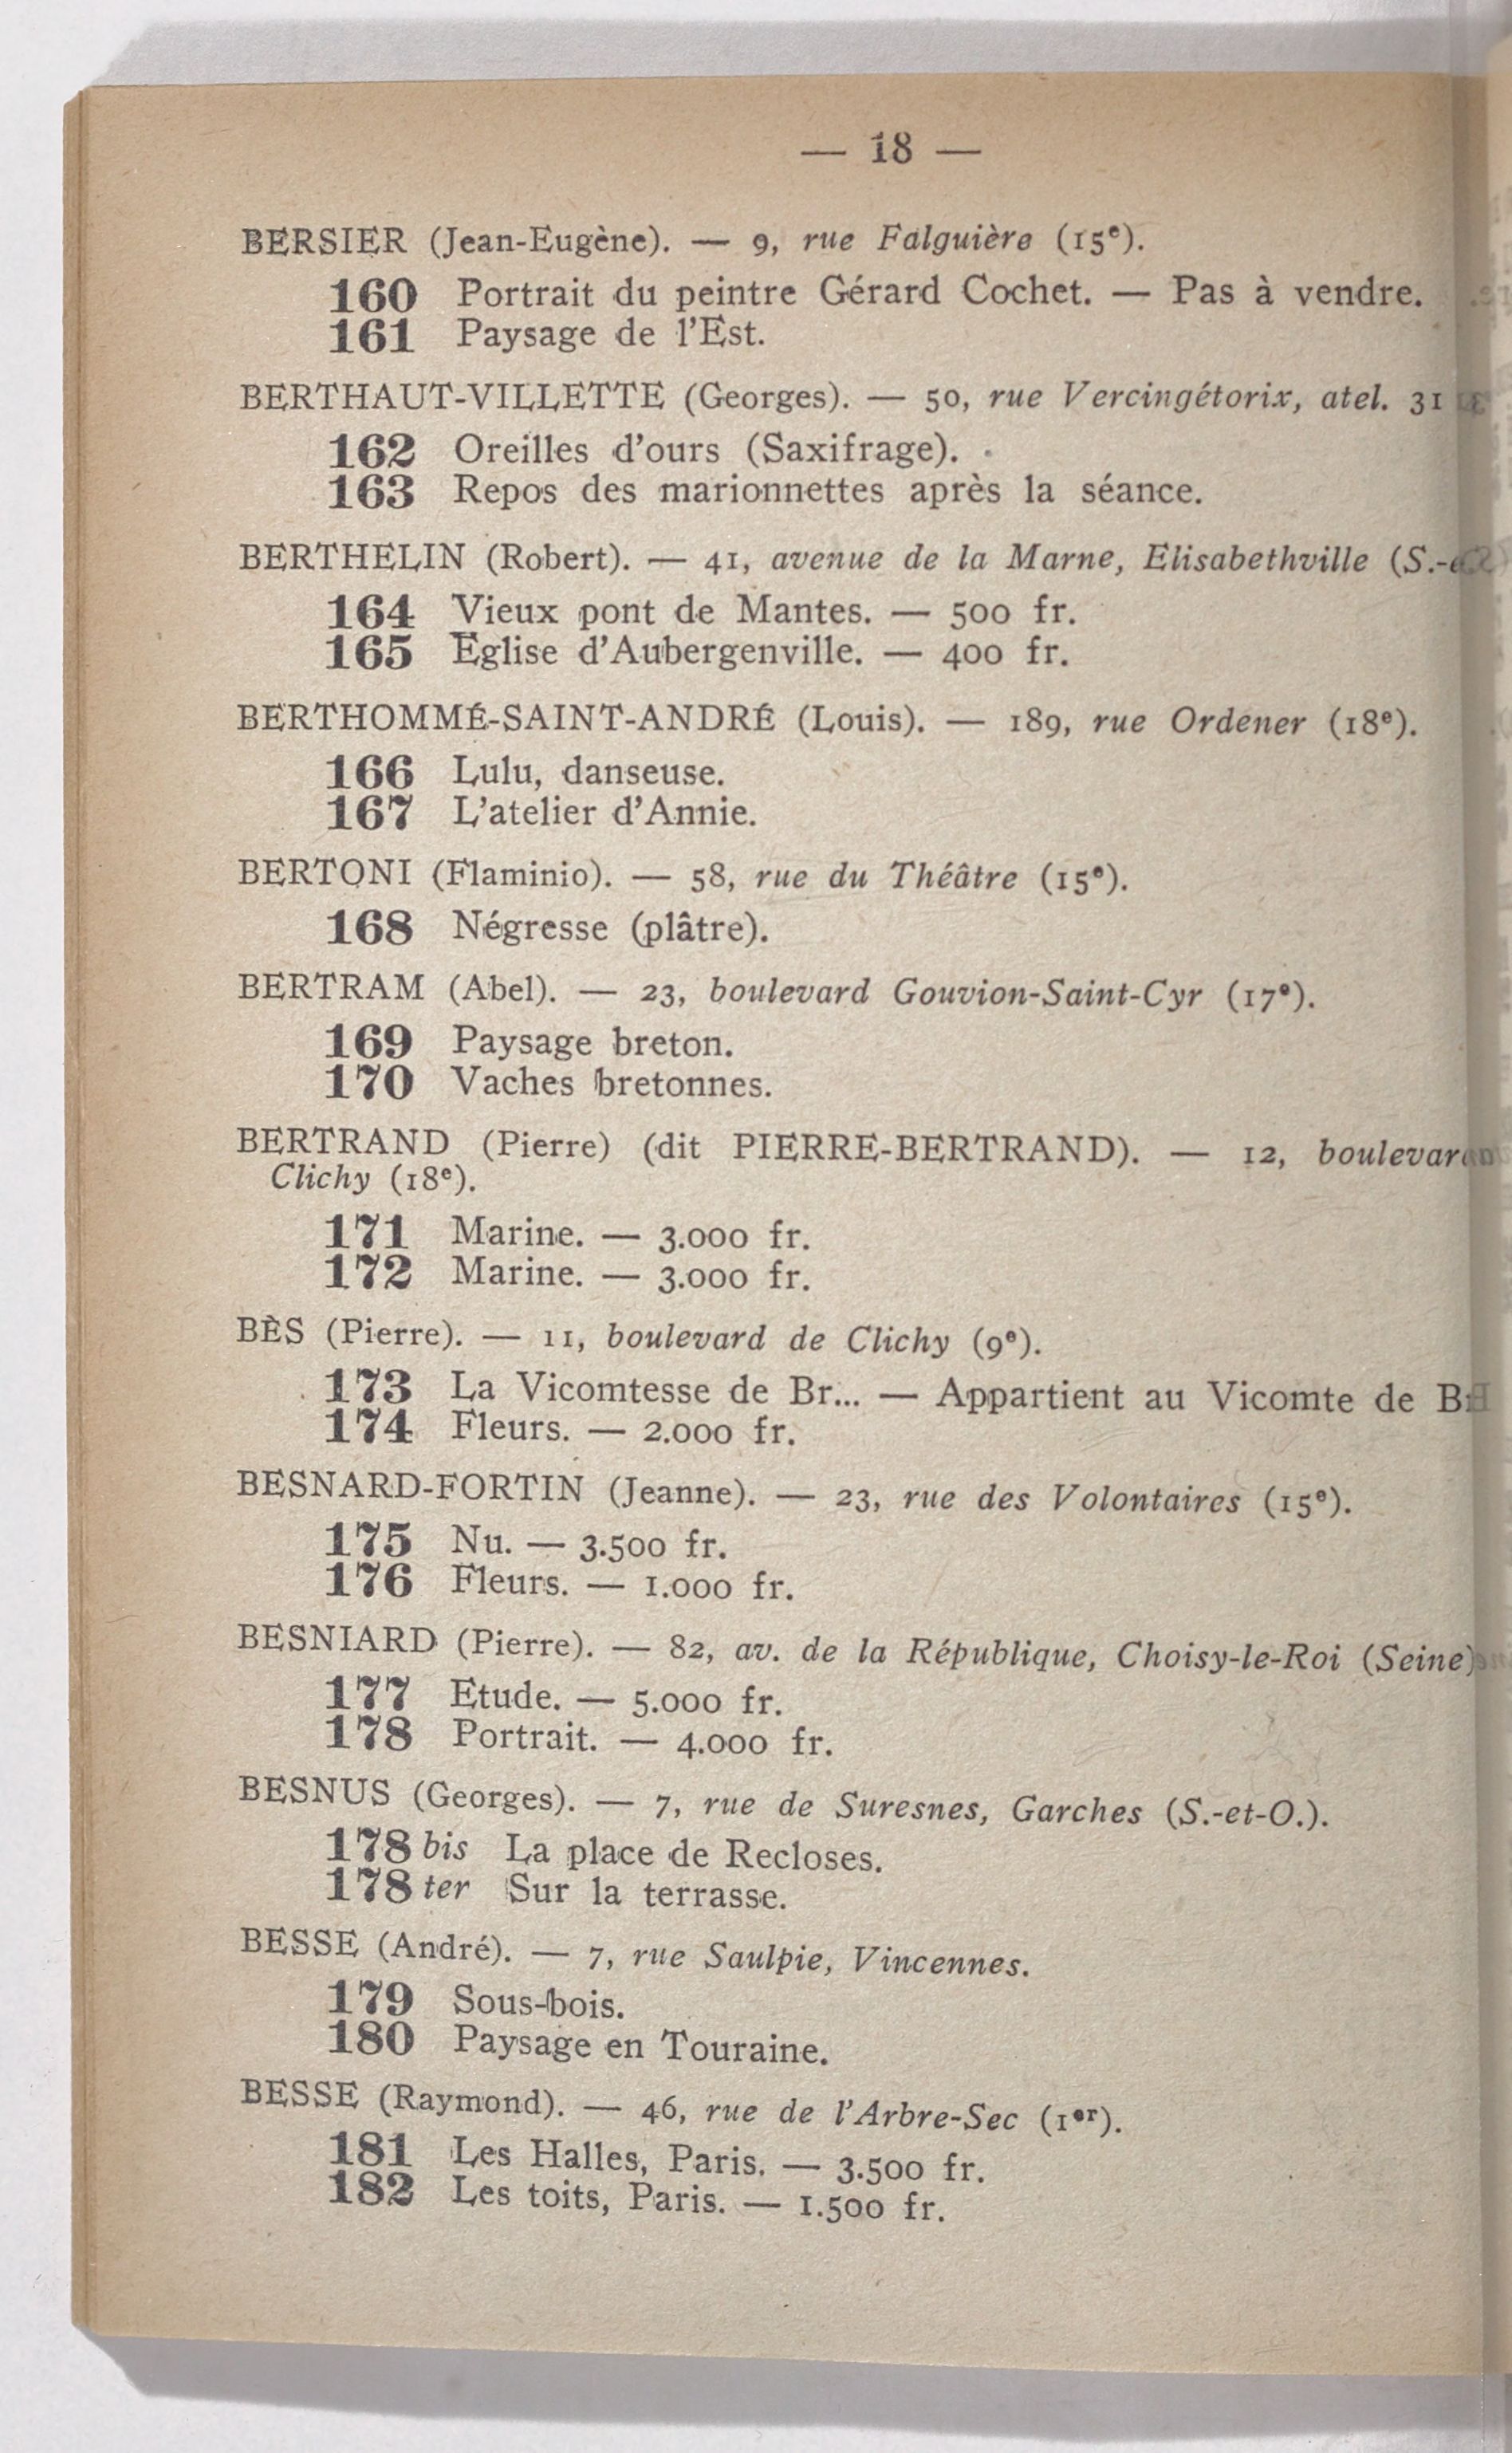 — 18 —
BERSIER (Jean-Eugène). — 9, rue Falguière (15e).
160 Portrait du peintre Gérard Cochet. — Pas à vendre.
161 Paysage de l'Est.
BERTHAUT-VILLETTE (Georges). — 50, rue Vercingétorix, atel. 31
162 Oreilles d'ours (Saxifrage).
163 Repos des marionnettes après la séance.
BERTHELIN (Robert). — 41, avenue de la Marne, Elisabethville (S.-e
164 Vieux pont de Mantes. — 500 fr.
165 Eglise d'Aubergenville. — 400 fr.
BERTHOMMÉ-SAINT-ANDRÉ (Louis). — 189, rue Ordener (18e).
166 Lulu, danseuse.
167 L'atelier d'Annie.
BERTONI (Flaminio). — 58, rue du Théâtre (15e).
168 Négresse (plâtre).
BERTRAM (Abel). — 23, boulevard Gouvion-Saint-Cyr (17e).
169 Paysage breton.
170 Vaches bretonnes.
BERTRAND (Pierre) (dit PIERRE-BERTRAND). — 12, boulevar
Clichy (18e).
171 Marine. — 3.000 fr.
172 Marine. — 3.000 fr.
BÈS (Pierre). — 11, boulevard de Clichy (9e).
173 La Vicomtesse de Br... — Appartient au Vicomte de B
174 Fleurs. — 2.000 fr.
BESNARD-FORTIN (Jeanne). — 23, rue des Volontaires (15e).
175 Nu. — 3.500 fr.
176 Fleurs. — 1.000 fr.
BESNIARD (Pierre). — 82, av. de la République, Choisy-le-Roi (Seine)
177 Etude. — 5.000 fr.
178 Portrait. — 4.000 fr.
BESNUS (Georges). — 7, rue de Suresnes, Garches (S.-et-O.).
178 bis La place de Recloses.
178 ter Sur la terrasse.
BESSE (André). — 7, rue Saulpie, Vincennes.
179 Sous-bois.
180 Paysage en Touraine.
BESSE (Raymond). — 46, rue de l'Arbre-Sec (1er).
181 Les Halles, Paris. — 3.500 fr.
182 Les toits, Paris. — 1.500 fr.